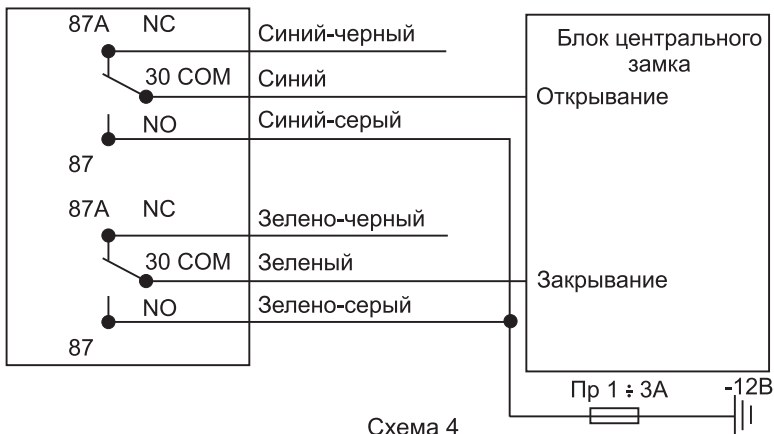 87A NC
Синий-черный
30 COM
Синий
NO
Синий-серый
87
87A NC
Зелено-черный
30 COM
Зеленый
NO
Зелено-серый
87
Блок центрального
замка
Открывание
Закрывание
Пр 1 ÷ 3А
-12В
Схема 4